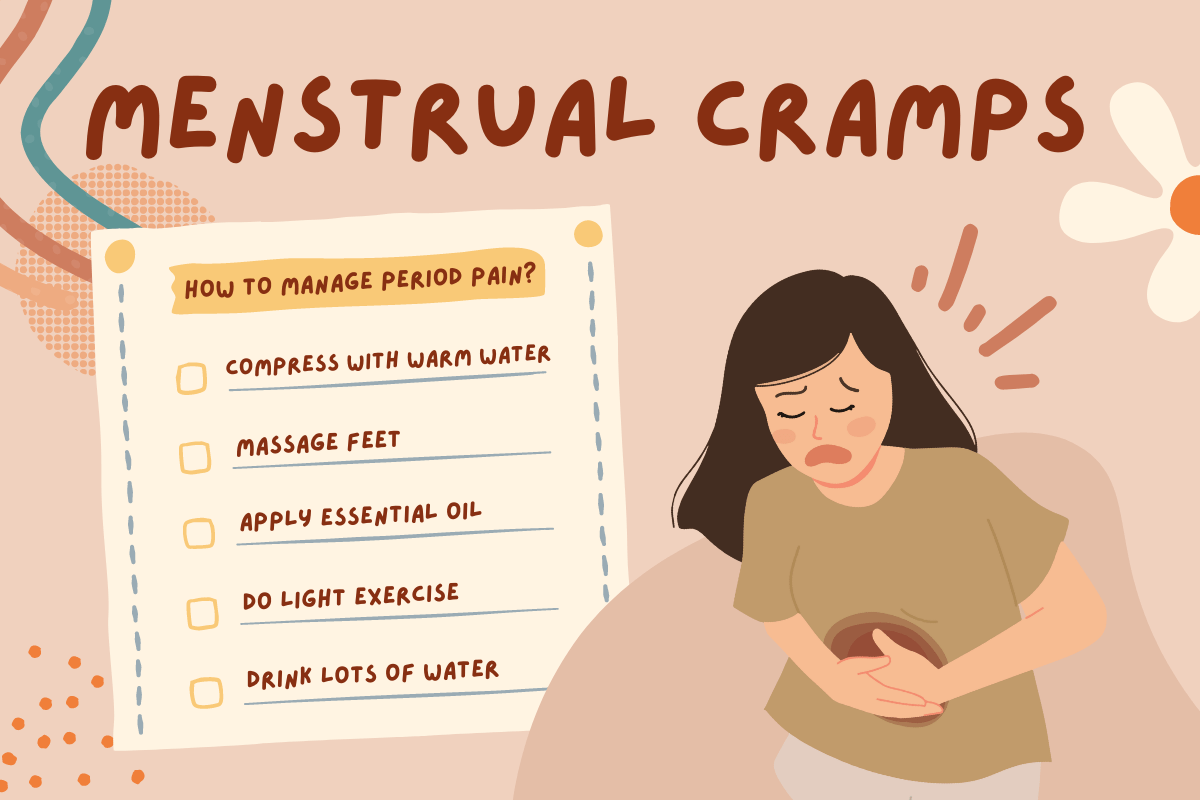 MENSTRUAL CRAMPS
HOW TO MANAGE PERIOD PAIN?
COMPRESS WITH WARM WATER
MASSAGE FEET
APPLY ESSENTIAL OIL
DO LIGHT EXERCISE
DRINK LOTS OF WATER